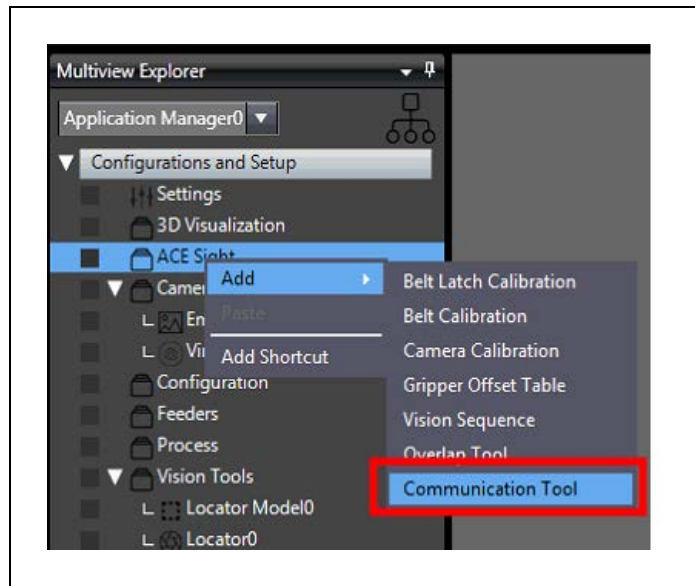 Multiview Explorer
Application Manager0
Configurations and Setup
Settings
3D Visualization
ACE Sight
Add
Belt Latch Calibration
Paste
Belt Calibration
Add Shortcut
Camera Calibration
Configuration
Gripper Offset Table
Feeders
Vision Sequence
Process
Overlap Tool
Vision Tools
Communication Tool
Locator Model0
Locator0